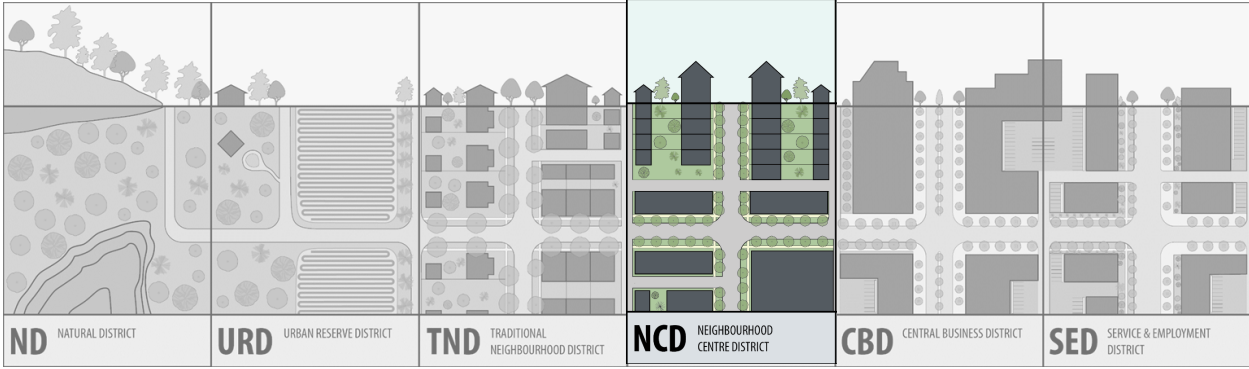 ND NATURAL DISTRICT
URD URBAN RESERVE DISTRICT
TND TRADITIONAL
NEIGHBOURHOOD DISTRICT
NCD NEIGHBOURHOOD
CENTRE DISTRICT
CBD CENTRAL BUSINESS DISTRICT
SED SERVICE & EMPLOYMENT
DISTRICT